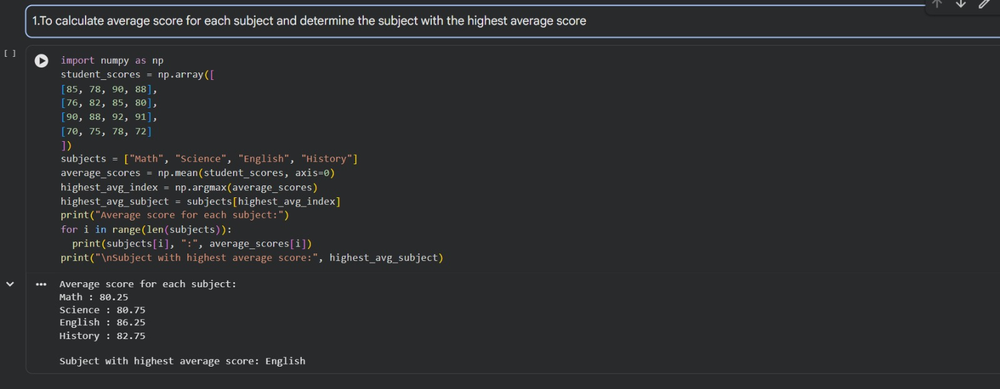 1.To calculate average score for each subject and determine the subject with the highest average score
[ ]
import numpy as np
student_scores = np.array([
[85, 78, 90, 88],
[76, 82, 85, 80],
[90, 88, 92, 91],
[70, 75, 78, 72]
])
subjects = ["Math", "Science", "English", "History"]
average_scores = np.mean(student_scores, axis=0)
highest_avg_index = np.argmax(average_scores)
highest_avg_subject = subjects[highest_avg_index]
print("Average score for each subject:")
for i in range(len(subjects)):
  print(subjects[i], ":", average_scores[i])
print("\nSubject with highest average score:", highest_avg_subject)
Average score for each subject:
Math : 80.25
Science : 80.75
English : 86.25
History : 82.75
Subject with highest average score: English